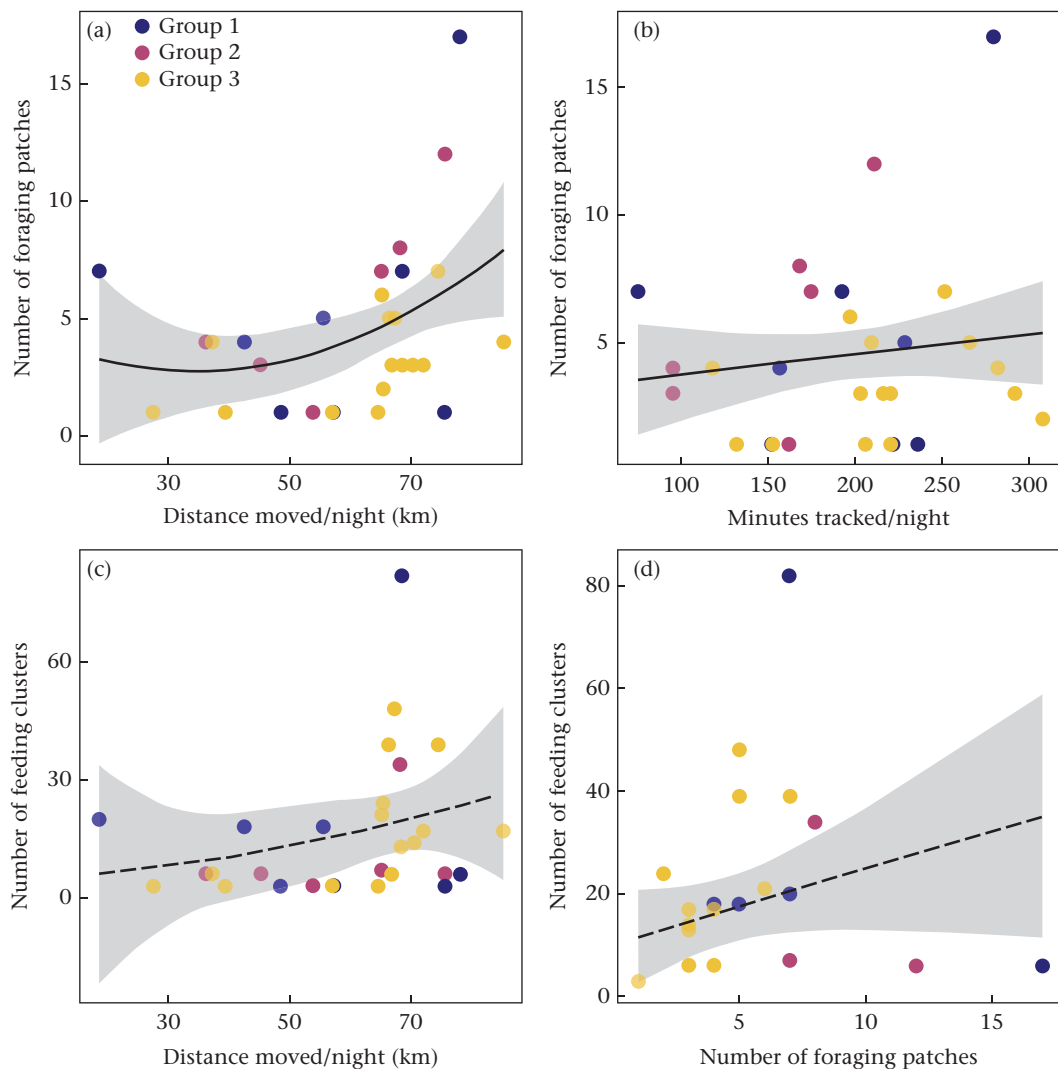 (a)
Group 1
Group 2
Group 3
15
10
5
0
Number of foraging patches
30
50
70
Distance moved/night (km)
(b)
15
10
5
Number of foraging patches
100
150
200
250
300
Minutes tracked/night
(c)
60
30
0
Number of feeding clusters
30
50
70
Distance moved/night (km)
(d)
80
60
40
20
0
Number of feeding clusters
5
10
15
Number of foraging patches